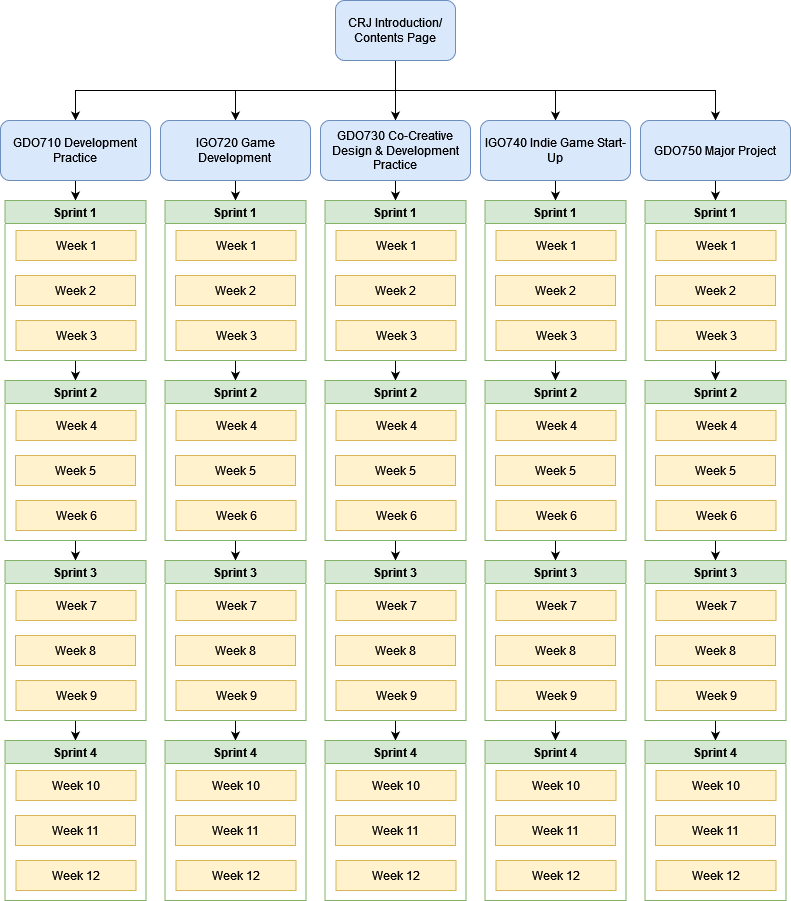 CRJ Introduction/
Contents Page
GDO710 Development
Practice
IGO720 Game
Development
GDO730 Co-Creative
Design & Development
Practice
IGO740 Indie Game Start-
Up
GDO750 Major Project
Sprint 1
Week 1
Week 2
Week 3
Sprint 2
Week 4
Week 5
Week 6
Sprint 3
Week 7
Week 8
Week 9
Sprint 4
Week 10
Week 11
Week 12
Sprint 1
Week 1
Week 2
Week 3
Sprint 2
Week 4
Week 5
Week 6
Sprint 3
Week 7
Week 8
Week 9
Sprint 4
Week 10
Week 11
Week 12
Sprint 1
Week 1
Week 2
Week 3
Sprint 2
Week 4
Week 5
Week 6
Sprint 3
Week 7
Week 8
Week 9
Sprint 4
Week 10
Week 11
Week 12
Sprint 1
Week 1
Week 2
Week 3
Sprint 2
Week 4
Week 5
Week 6
Sprint 3
Week 7
Week 8
Week 9
Sprint 4
Week 10
Week 11
Week 12
Sprint 1
Week 1
Week 2
Week 3
Sprint 2
Week 4
Week 5
Week 6
Sprint 3
Week 7
Week 8
Week 9
Sprint 4
Week 10
Week 11
Week 12